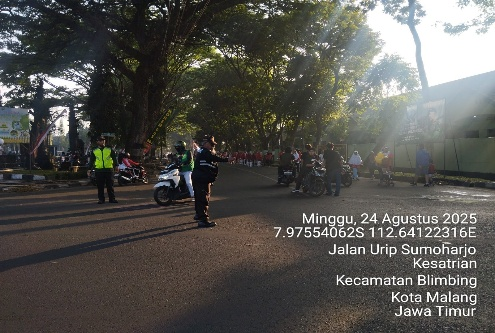 Minggu, 24 Agustus 2025
7.97554062S 112.64122316E
Jalan Urip Sumoharjo
Kesatrian
Kecamatan Blimbing
Kota Malang
Jawa Timur